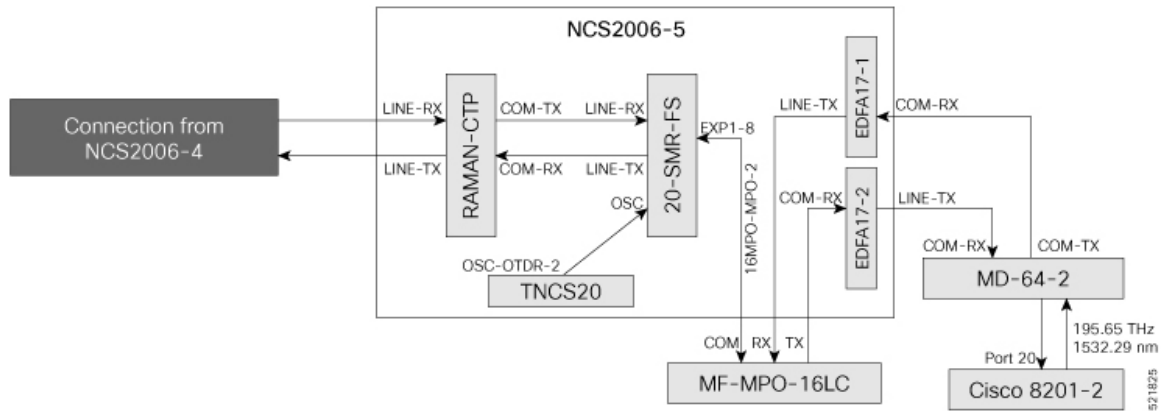 NCS2006-5
Connection from
NCS2006-4
LINE-RX
LINE-TX
RAMAN-CTP
COM-TX
COM-RX
LINE-RX
LINE-TX
20-SMR-FS
OSC
OSC-OTDR-2
TNCS20
EXP1-8
16MPO-MPO-2
LINE-TX
EDFA17-1
COM-RX
COM-RX
EDFA17-2
LINE-TX
COM-RX
COM-TX
MD-64-2
195.65 THz
1532.29 nm
Port 20
Cisco 8201-2
COM
RX
TX
MF-MPO-16LC
521825